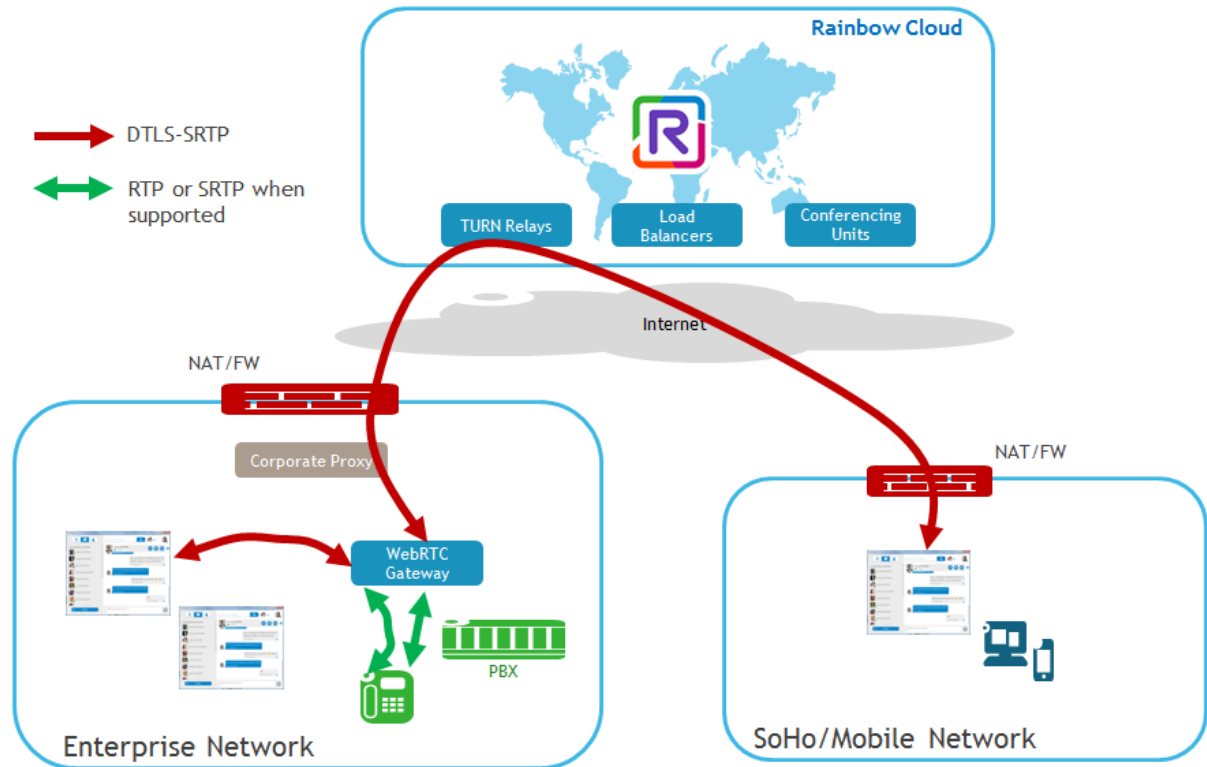 Rainbow Cloud
DTLS-SRTP
RTP or SRTP when
supported
R
TURN Relays
Load
Balancers
Conferencing
Units
Internet
NAT/FW
Corporate Proxy
NAT/FW
WebRTC
Gateway
PBX
Enterprise Network
SoHo/Mobile Network